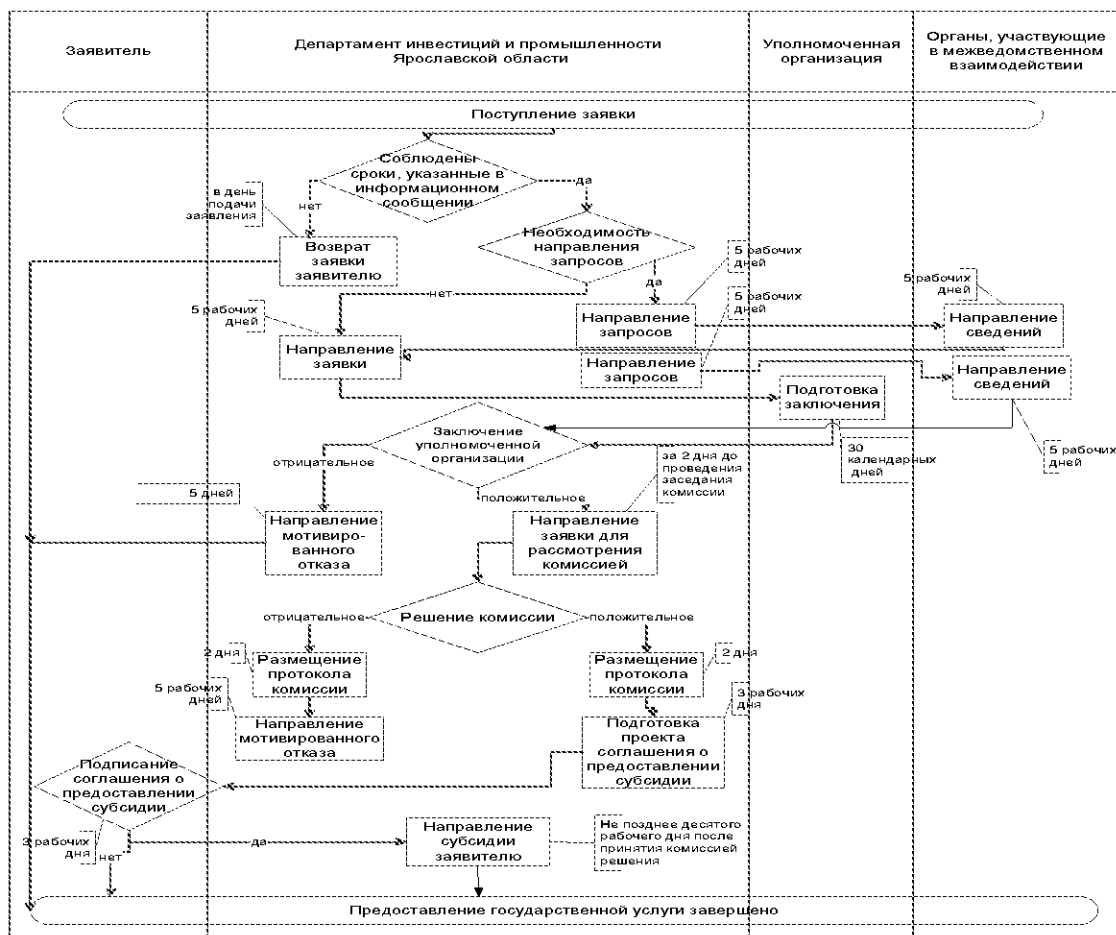 Заявитель
Департамент инвестиций и промышленности
Ярославской области
Уполномоченная
организация
Органы, участвующие
в межведомственном
взаимодействии
Поступление заявки
Соблюдены
сроки, указанные в
информационном
сообщении
да
нет
в день
подачи
заявления
Возврат
заявки
заявителю
Необходимость
направления
запросов
5 рабочих
дней
да
нет
5 рабочих
дней
5 рабочих
дней
5 рабочих
дней
Направление
запросов
Направление
сведений
Направление
заявки
Направление
запросов
Направление
сведений
Подготовка
заключения
Заключение
уполномоченной
организации
отрицательное
за 2 дня до
проведения
заседания
комиссии
30
календарных
дней
5 рабочих
дней
5 дней
положительное
Направление
мотивиро-
ванного
отказа
Направление
заявки для
рассмотрения
комиссией
Решение комиссии
отрицательное
положительное
2 дня
Размещение
протокола
комиссии
Размещение
протокола
комиссии
2 дня
5 рабочих
дней
3 рабочих
дня
Направление
мотивированного
отказа
Подготовка
проекта
соглашения о
предоставлении
субсидии
Подписание
соглашения о
предоставлении
субсидии
3 рабочих
дня
нет
да
Направление
субсидии
заявителю
Не позднее десятого
рабочего дня после
принятия комиссией
решения
Предоставление государственной услуги завершено